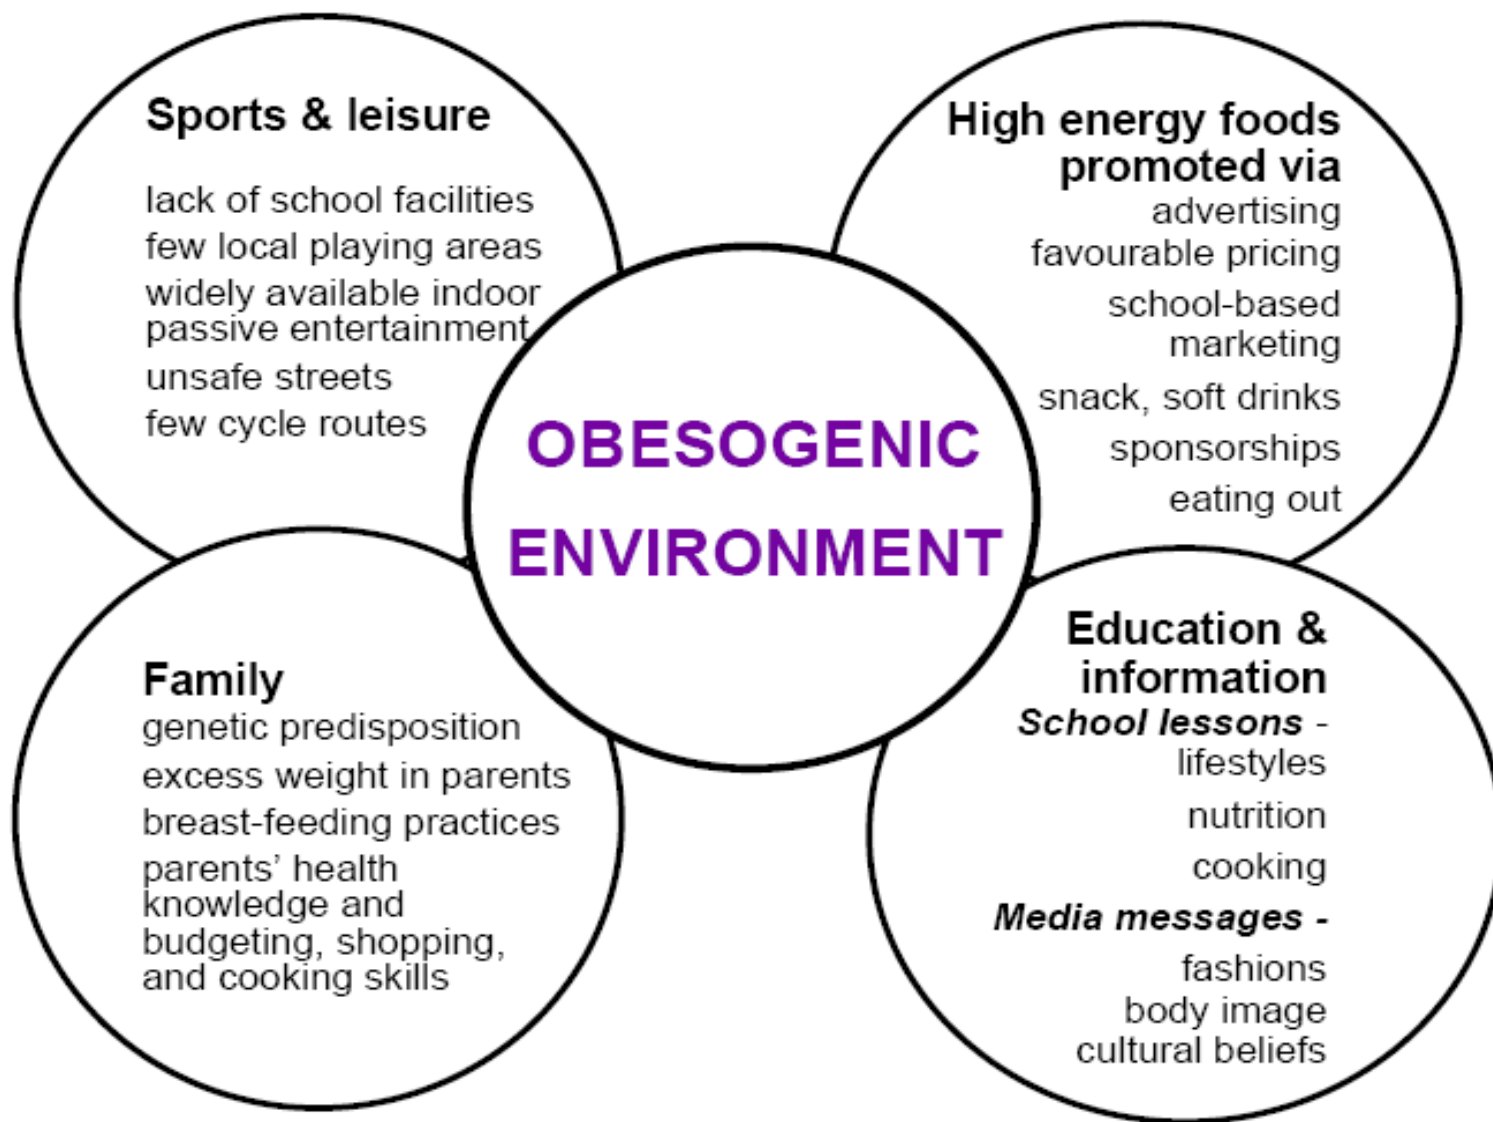 Sports & leisure
lack of school facilities
few local playing areas
widely available indoor
passive entertainment
unsafe streets
few cycle routes
High energy foods
promoted via
advertising
favourable pricing
school-based
marketing
snack, soft drinks
sponsorships
eating out
OBESOGENIC
ENVIRONMENT
Family
genetic predisposition
excess weight in parents
breast-feeding practices
parents’ health
knowledge and
budgeting, shopping,
and cooking skills
Education &
information
School lessons -
lifestyles
nutrition
cooking
Media messages -
fashions
body image
cultural beliefs